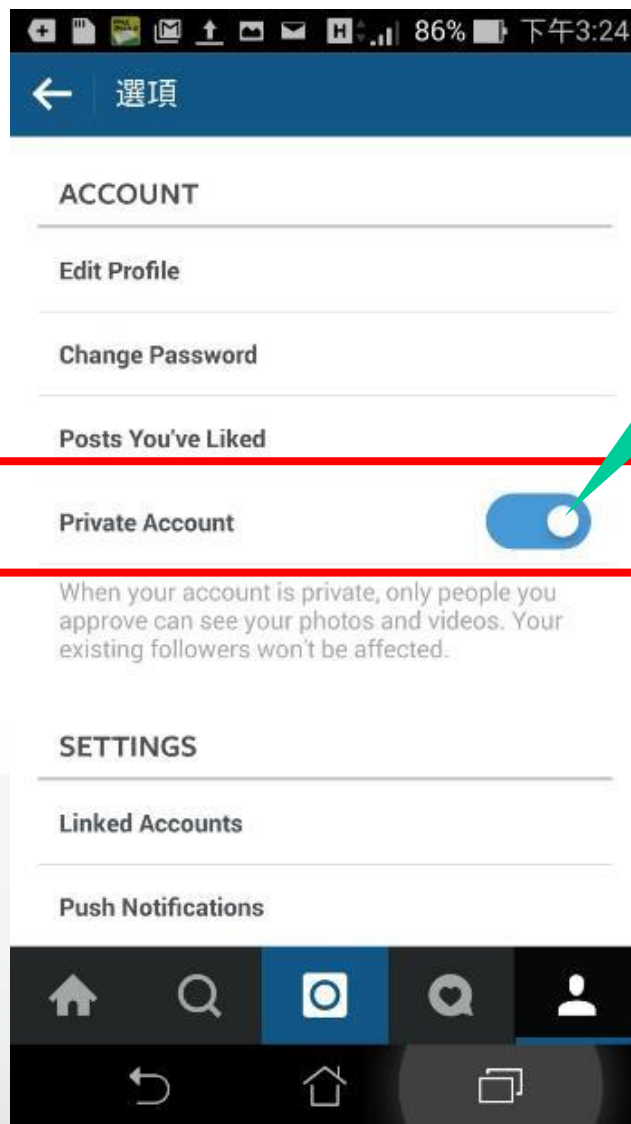 H 86% 下午3:24
選項
ACCOUNT
Edit Profile
Change Password
Posts You've Liked
Private Account
When your account is private, only people you
approve can see your photos and videos. Your
existing followers won't be affected.
SETTINGS
Linked Accounts
Push Notifications